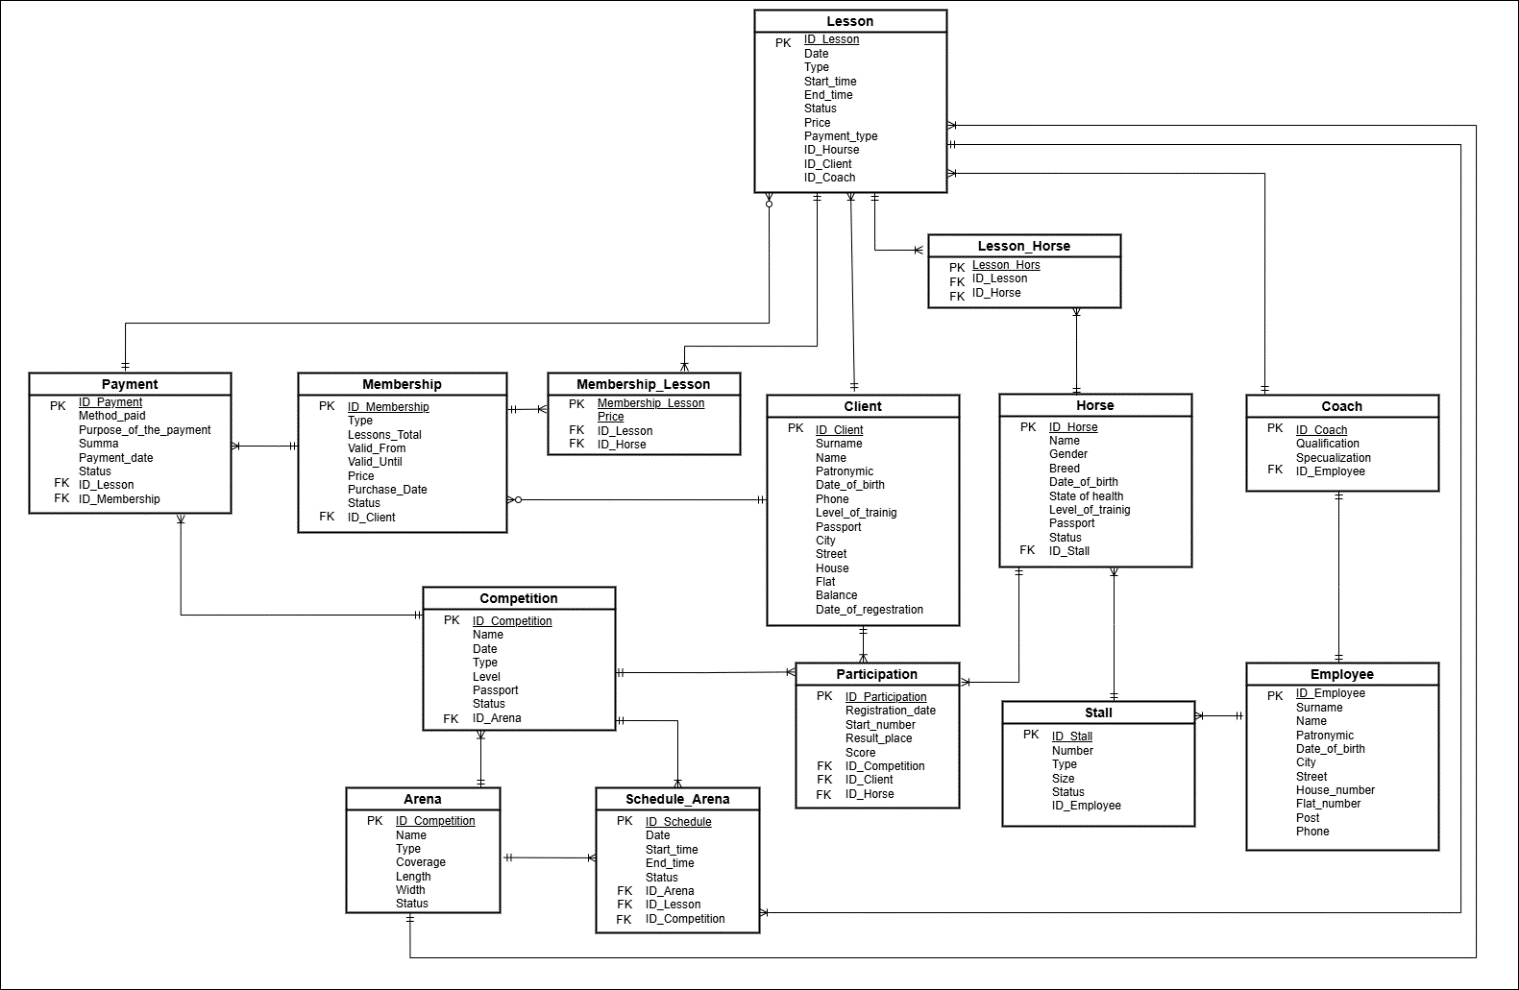 Lesson
PK ID_Lesson
Date
Type
Start_time
End_time
Status
Price
Payment_type
ID_Hourse
ID_Client
ID_Coach
Lesson_Horse
PK Lesson_Hors
FK ID_Lesson
FK ID_Horse
Payment
PK ID_Payment
Method_paid
Purpose_of_the_payment
Summa
Payment_date
Status
FK ID_Lesson
FK ID_Membership
Membership
PK ID_Membership
Type
Lessons_Total
Valid_From
Valid_Until
Price
Purchase_Date
Status
FK ID_Client
Membership_Lesson
PK Membership_Lesson
Price
FK ID_Lesson
FK ID_Horse
Client
PK ID_Client
Surname
Name
Patronymic
Date_of_birth
Phone
Level_of_trainig
Passport
City
Street
House
Flat
Balance
Date_of_regestration
Horse
PK ID_Horse
Name
Gender
Breed
Date_of_birth
State of health
Level_of_trainig
Passport
Status
FK ID_Stall
Coach
PK ID_Coach
Qualification
Specualization
FK ID_Employee
Competition
PK ID_Competition
Name
Date
Type
Level
Passport
Status
FK ID_Arena
Participation
PK ID_Participation
Registration_date
Start_number
Result_place
Score
FK ID_Competition
FK ID_Client
FK ID_Horse
Stall
PK ID_Stall
Number
Type
Size
Status
ID_Employee
Employee
PK ID_Employee
Surname
Name
Patronymic
Date_of_birth
City
Street
House_number
Flat_number
Post
Phone
Arena
PK ID_Competition
Name
Type
Coverage
Length
Width
Status
Schedule_Arena
PK ID_Schedule
Date
Start_time
End_time
Status
FK ID_Arena
FK ID_Lesson
FK ID_Competition